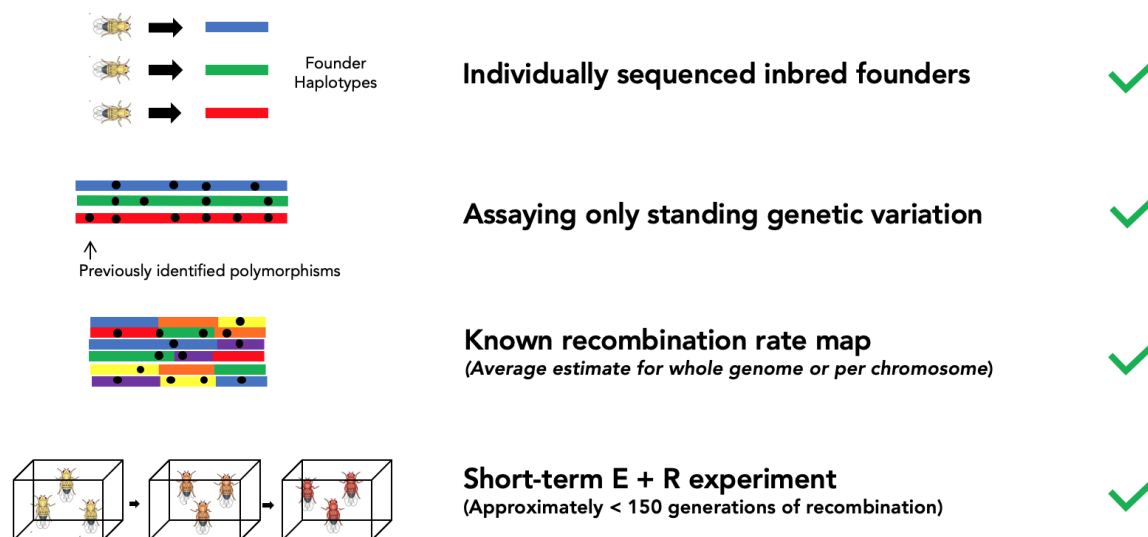 Founder
Haplotypes
Individually sequenced inbred founders
Assaying only standing genetic variation
Previously identified polymorphisms
Known recombination rate map
(Average estimate for whole genome or per chromosome)
Short-term E + R experiment
(Approximately < 150 generations of recombination)